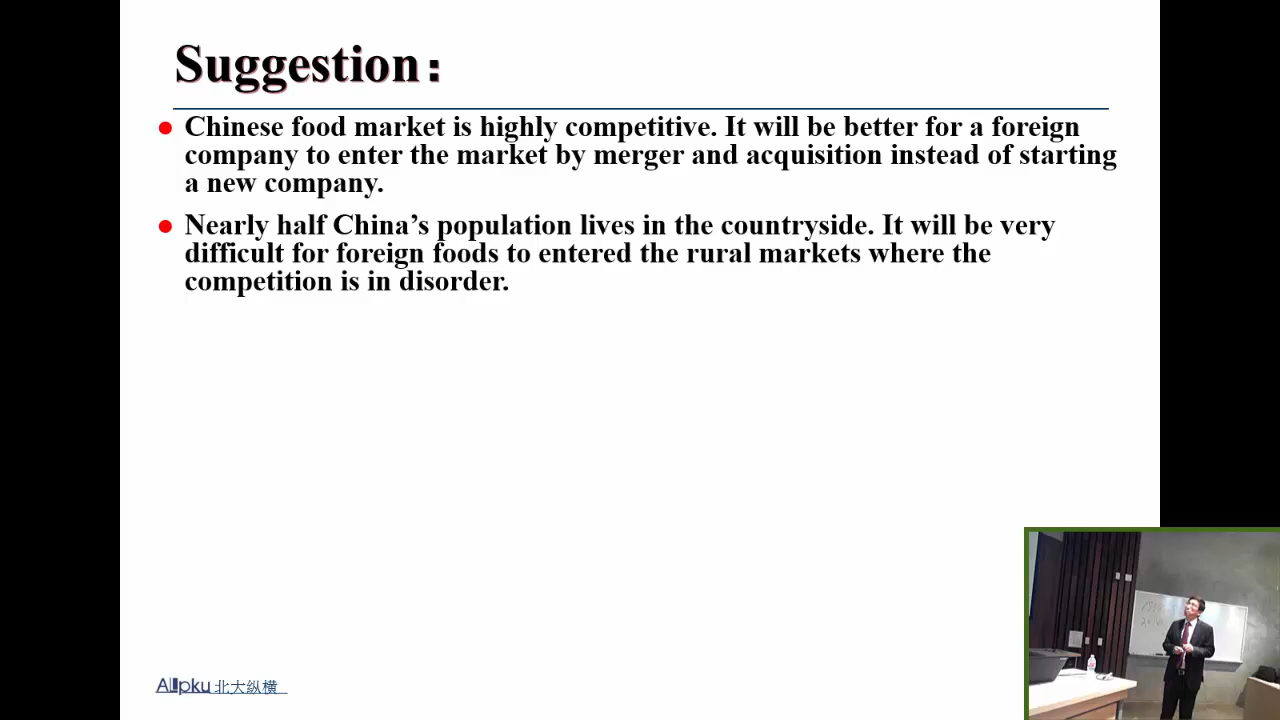 Suggestion：
Chinese food market is highly competitive. It will be better for a foreign
company to enter the market by merger and acquisition instead of starting
a new company.
Nearly half China’s population lives in the countryside. It will be very
difficult for foreign foods to entered the rural markets where the
competition is in disorder.
Allpku 北大纵横